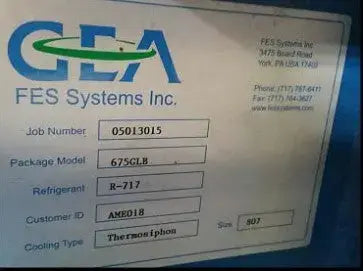 GEA
FES Systems Inc.
FES Systems Inc
3475 Board Road
York, PA USA 17402
Phone: (717) 767-6411
Fax: (717) 764-3627
www.fessystems.com
Job Number 05013015
Package Model 675GLB
Refrigerant R-717
Customer ID AME018
Size 807
Cooling Type Thermosiphon